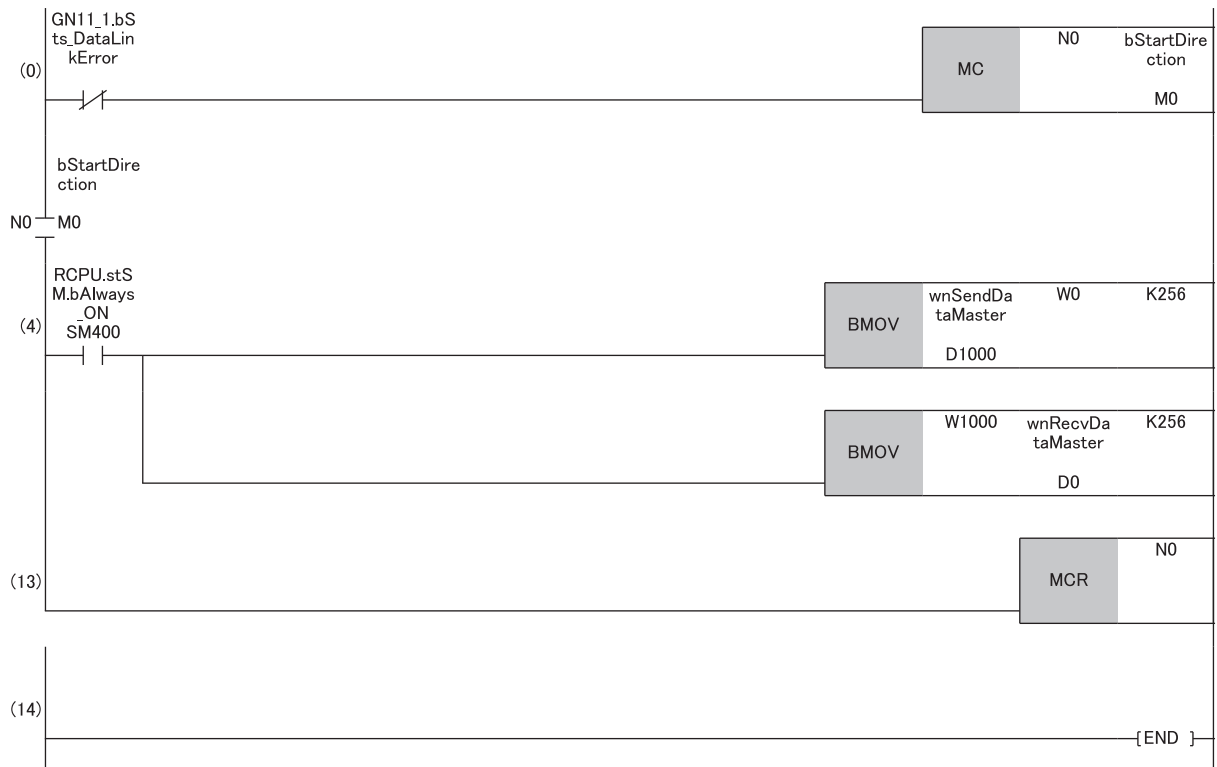 GN11_1.bS
ts_DataLin
kError
(0)
MC
N0
bStartDire
ction
M0
bStartDire
ction
N0
M0
RCPU.stS
M.bAlways
_ON
SM400
(4)
BMOV
wnSendDa
taMaster
D1000
W0
K256
BMOV
W1000
wnRecvDa
taMaster
D0
K256
(13)
MCR
N0
(14)
[END ]